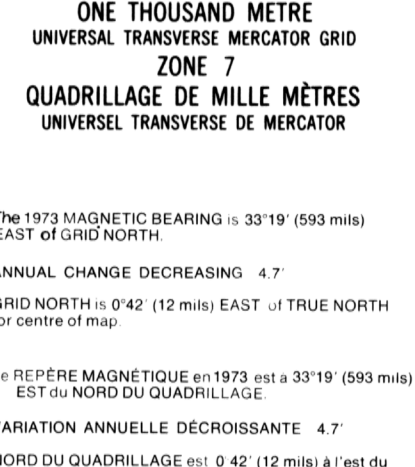 ONE THOUSAND METRE
UNIVERSAL TRANSVERSE MERCATOR GRID
ZONE 7
QUADRILLAGE DE MILLE MÈTRES
UNIVERSEL TRANSVERSE DE MERCATOR
The 1973 MAGNETIC BEARING is 33°19' (593 mils)
EAST of GRID NORTH.
ANNUAL CHANGE DECREASING 4.7'
GRID NORTH is 0°42' (12 mils) EAST of TRUE NORTH
for centre of map.
e REPÈRE MAGNÉTIQUE en 1973 est à 33°19' (593 mils)
EST du NORD DU QUADRILLAGE.
VARIATION ANNUELLE DÉCROISSANTE 4.7'
NORD DU QUADRILLAGE est 0°42' (12 mils) à l'est du